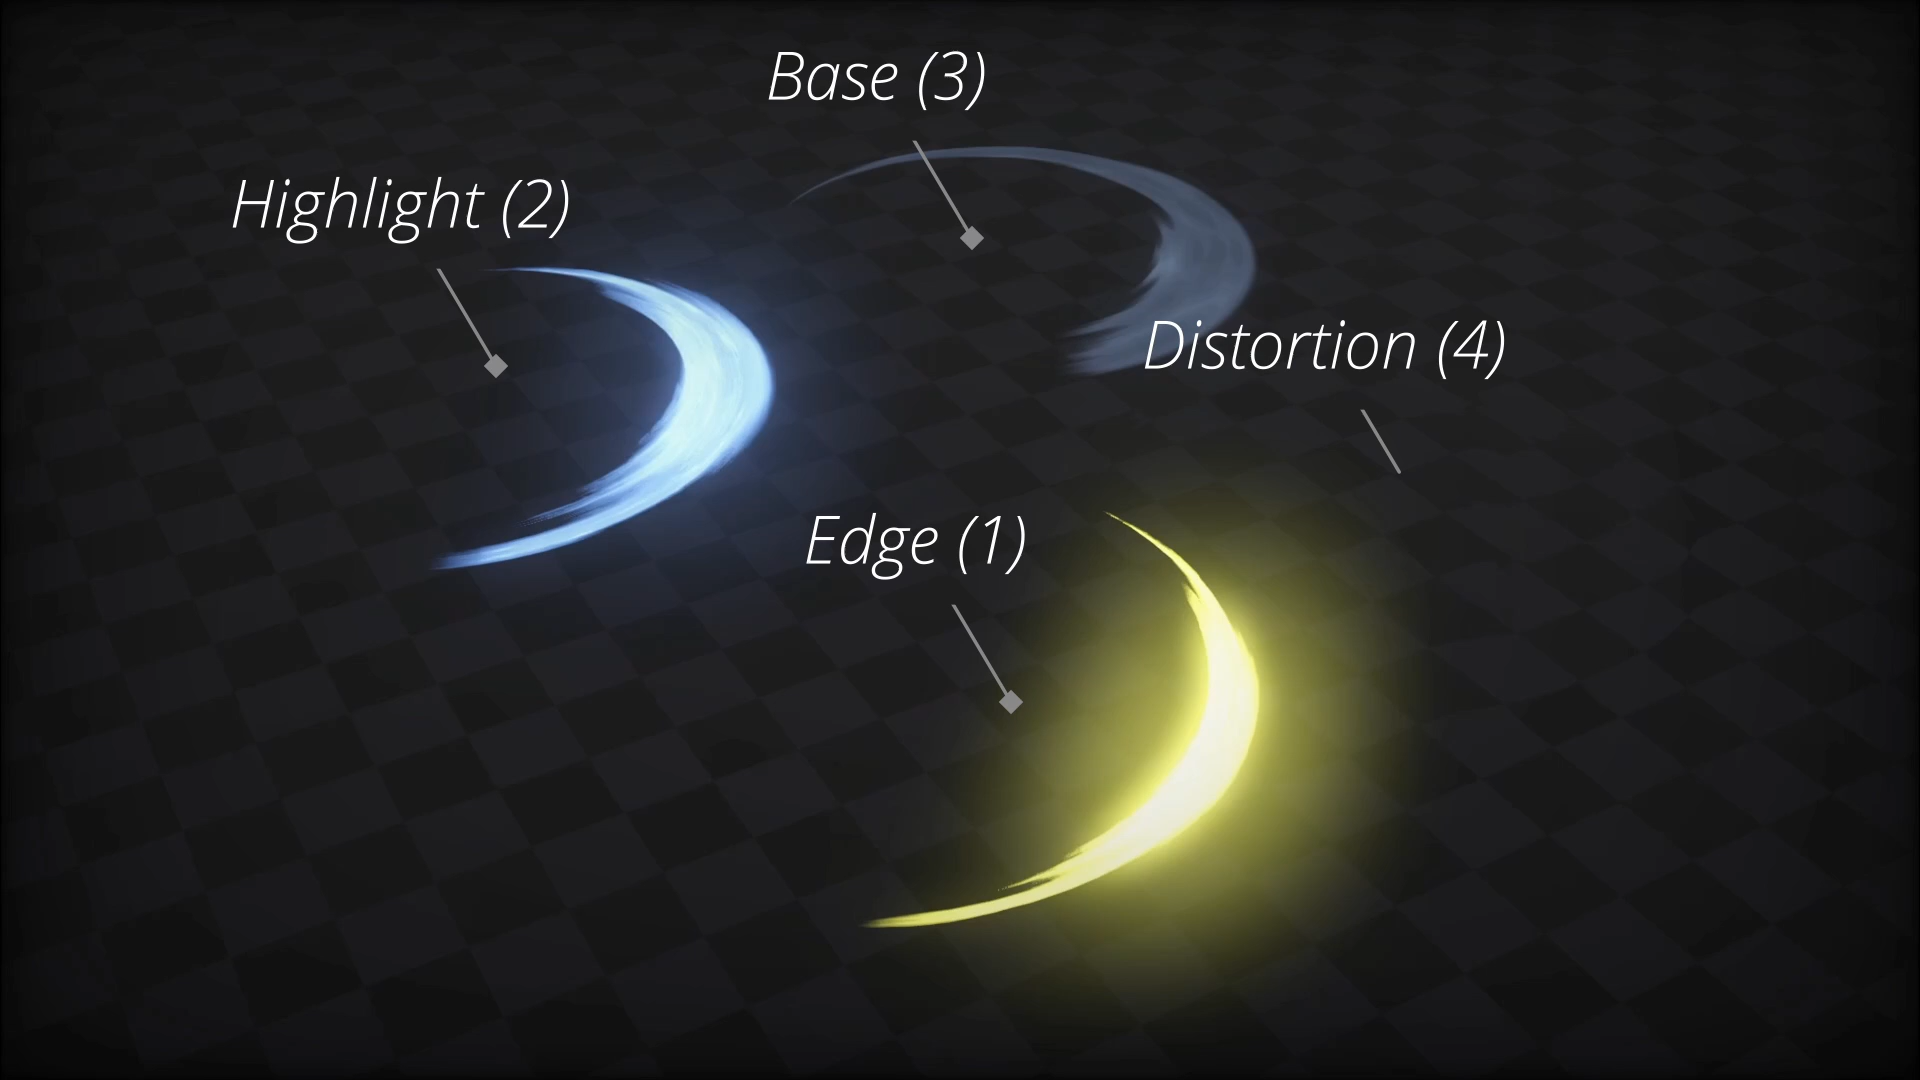 Base (3)
Highlight (2)
Distortion (4)
Edge (1)